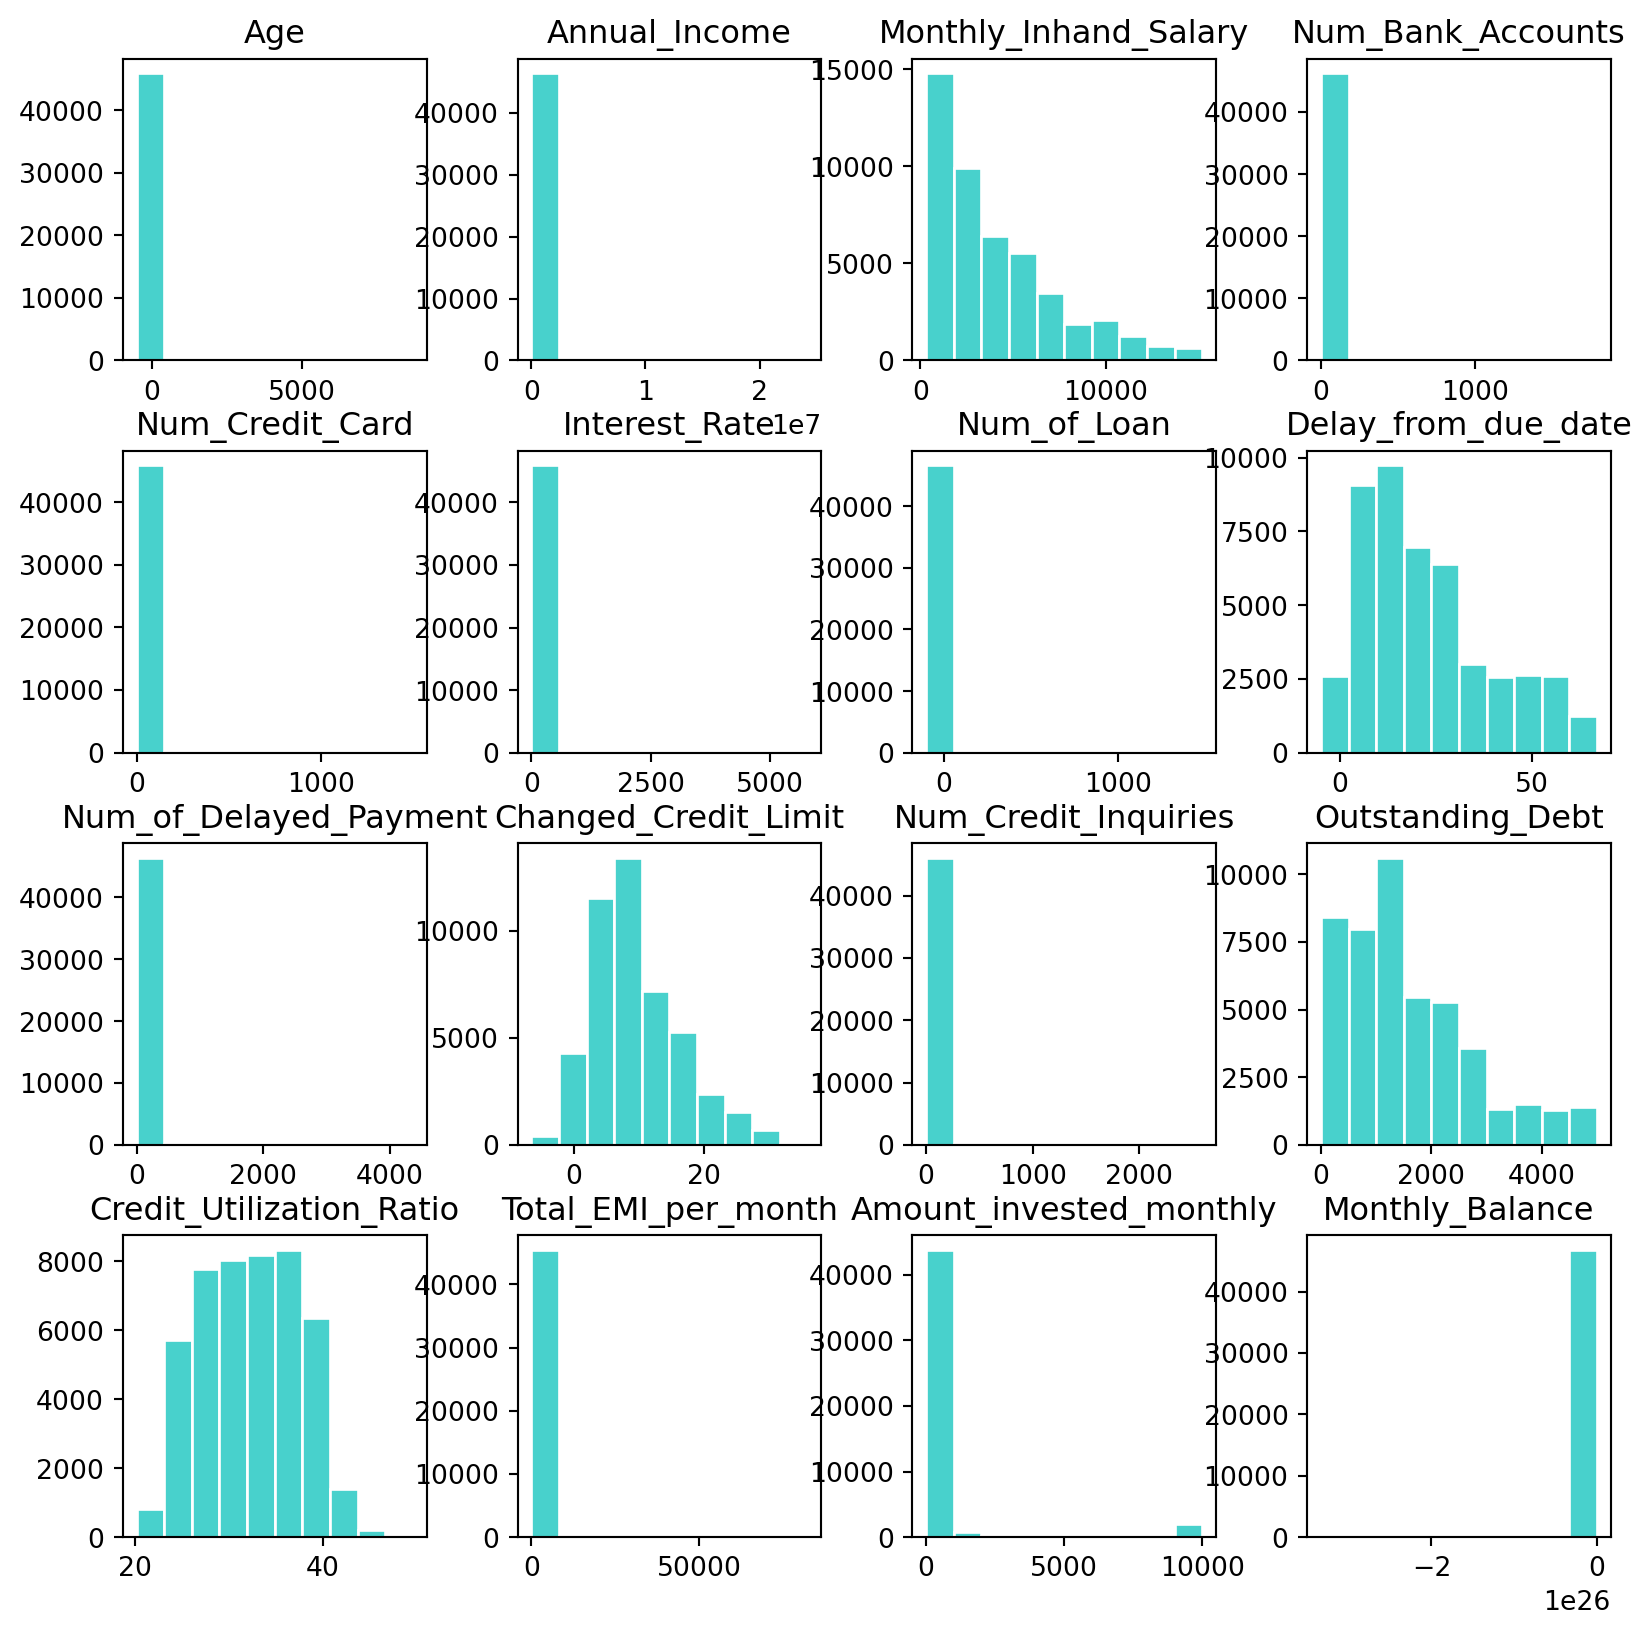 Age Annual_Income Monthly_Inhand_Salary Num_Bank_Accounts
40000 40000 15000 40000
30000 30000 10000 30000
20000 20000 5000 20000
10000 10000 10000
0 0 0 0
0 5000 0 1 2 0 10000 0 1000
1e7
Num_Credit_Card Interest_Rate Num_of_Loan Delay_from_due_date
40000 40000 40000 10000
30000 30000 30000 7500
20000 20000 20000 5000
10000 10000 10000 2500
0 0 0 0
0 1000 0 2500 5000 0 1000 0 50
Num_of_Delayed_Payment Changed_Credit_Limit Num_Credit_Inquiries Outstanding_Debt
40000 10000 40000 10000
30000 5000 30000 7500
20000 20000 5000
10000 10000 2500
0 0 0 0
0 2000 4000 0 20 0 1000 2000 0 2000 4000
Credit_Utilization_Ratio Total_EMI_per_month Amount_invested_monthly Monthly_Balance
8000 40000 40000 40000
6000 30000 30000 30000
4000 20000 20000 20000
2000 10000 10000 10000
0 0 0 0
20 40 0 50000 0 5000 10000 −2 0
1e26